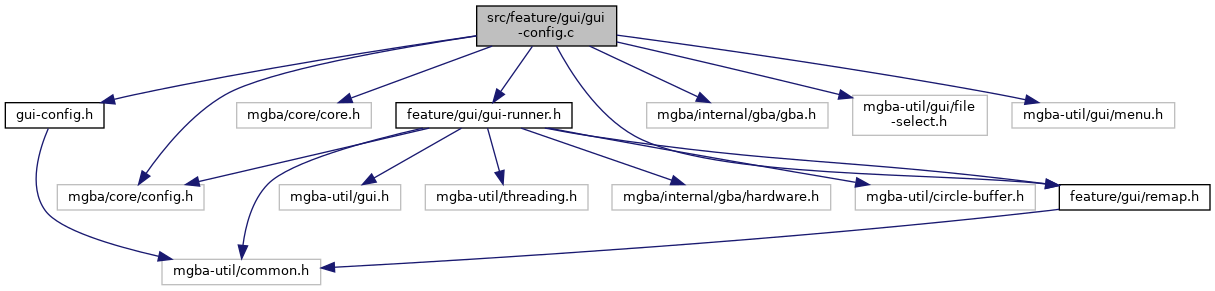 src/feature/gui/gui
-config.c
gui-config.h
mgba/core/core.h
feature/gui/gui-runner.h
mgba/internal/gba/gba.h
mgba-util/gui/file
-select.h
mgba-util/gui/menu.h
mgba/core/config.h
mgba-util/gui.h
mgba-util/threading.h
mgba/internal/gba/hardware.h
mgba-util/circle-buffer.h
feature/gui/remap.h
mgba-util/common.h